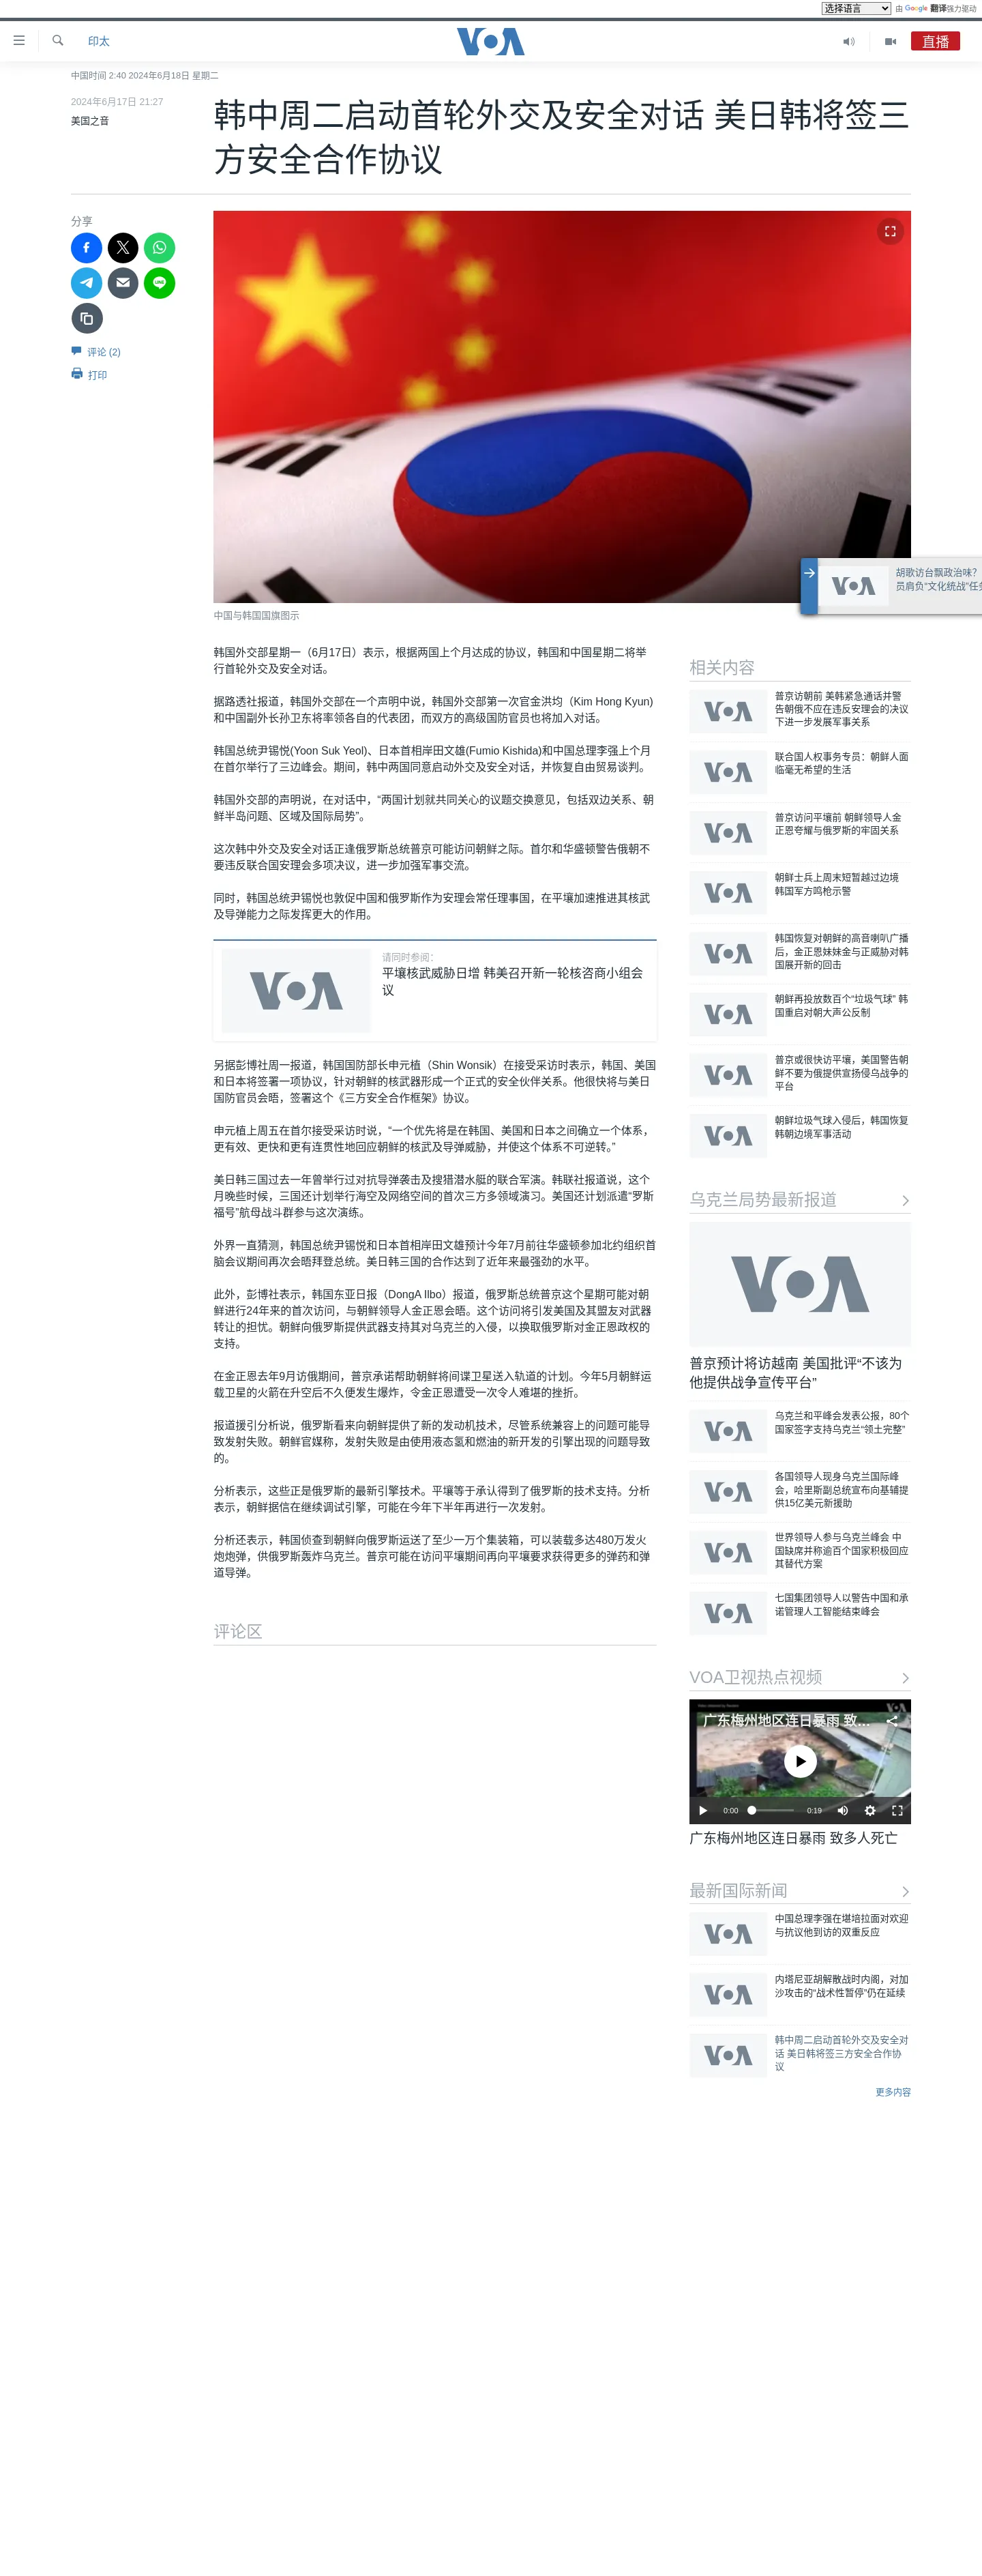 选择语言 由 Google 翻译强力驱动
印太
VOA
直播
中国时间 2:40 2024年6月18日 星期二
2024年6月17日 21:27
美国之音
韩中周二启动首轮外交及安全对话 美日韩将签三
方安全合作协议
分享
评论 (2)
打印
中国与韩国国旗图示
胡歌访台飘政治味?
员肩负“文化统战”任务
韩国外交部星期一（6月17日）表示，根据两国上个月达成的协议，韩国和中国星期二将举
行首轮外交及安全对话。
据路透社报道，韩国外交部在一个声明中说，韩国外交部第一次官金洪均（Kim Hong Kyun)
和中国副外长孙卫东将率领各自的代表团，而双方的高级国防官员也将加入对话。
韩国总统尹锡悦(Yoon Suk Yeol)、日本首相岸田文雄(Fumio Kishida)和中国总理李强上个月
在首尔举行了三边峰会。期间，韩中两国同意启动外交及安全对话，并恢复自由贸易谈判。
韩国外交部的声明说，在对话中，“两国计划就共同关心的议题交换意见，包括双边关系、朝
鲜半岛问题、区域及国际局势”。
这次韩中外交及安全对话正逢俄罗斯总统普京可能访问朝鲜之际。首尔和华盛顿警告俄朝不
要违反联合国安理会多项决议，进一步加强军事交流。
同时，韩国总统尹锡悦也敦促中国和俄罗斯作为安理会常任理事国，在平壤加速推进其核武
及导弹能力之际发挥更大的作用。
VOA
请同时参阅：
平壤核武威胁日增 韩美召开新一轮核咨商小组会
议
另据彭博社周一报道，韩国国防部长申元植（Shin Wonsik）在接受采访时表示，韩国、美国
和日本将签署一项协议，针对朝鲜的核武器形成一个正式的安全伙伴关系。他很快将与美日
国防官员会晤，签署这个《三方安全合作框架》协议。
申元植上周五在首尔接受采访时说，“一个优先将是在韩国、美国和日本之间确立一个体系，
更有效、更快和更有连贯性地回应朝鲜的核武及导弹威胁，并使这个体系不可逆转。”
美日韩三国过去一年曾举行过对抗导弹袭击及搜猎潜水艇的联合军演。韩联社报道说，这个
月晚些时候，三国还计划举行海空及网络空间的首次三方多领域演习。美国还计划派遣“罗斯
福号”航母战斗群参与这次演练。
外界一直猜测，韩国总统尹锡悦和日本首相岸田文雄预计今年7月前往华盛顿参加北约组织首
脑会议期间再次会晤拜登总统。美日韩三国的合作达到了近年来最强劲的水平。
此外，彭博社表示，韩国东亚日报（DongA Ilbo）报道，俄罗斯总统普京这个星期可能对朝
鲜进行24年来的首次访问，与朝鲜领导人金正恩会晤。这个访问将引发美国及其盟友对武器
转让的担忧。朝鲜向俄罗斯提供武器支持其对乌克兰的入侵，以换取俄罗斯对金正恩政权的
支持。
在金正恩去年9月访俄期间，普京承诺帮助朝鲜将间谍卫星送入轨道的计划。今年5月朝鲜运
载卫星的火箭在升空后不久便发生爆炸，令金正恩遭受一次令人难堪的挫折。
报道援引分析说，俄罗斯看来向朝鲜提供了新的发动机技术，尽管系统兼容上的问题可能导
致发射失败。朝鲜官媒称，发射失败是由使用液态氢和燃油的新开发的引擎出现的问题导致
的。
分析表示，这些正是俄罗斯的最新引擎技术。平壤等于承认得到了俄罗斯的技术支持。分析
表示，朝鲜据信在继续调试引擎，可能在今年下半年再进行一次发射。
分析还表示，韩国侦查到朝鲜向俄罗斯运送了至少一万个集装箱，可以装载多达480万发火
炮炮弹，供俄罗斯轰炸乌克兰。普京可能在访问平壤期间再向平壤要求获得更多的弹药和弹
道导弹。
评论区
相关内容
普京访朝前 美韩紧急通话并警
告朝俄不应在违反安理会的决议
下进一步发展军事关系
联合国人权事务专员：朝鲜人面
临毫无希望的生活
普京访问平壤前 朝鲜领导人金
正恩夸耀与俄罗斯的牢固关系
朝鲜士兵上周末短暂越过边境
韩国军方鸣枪示警
韩国恢复对朝鲜的高音喇叭广播
后，金正恩妹妹金与正威胁对韩
国展开新的回击
朝鲜再投放数百个“垃圾气球” 韩
国重启对朝大声公反制
普京或很快访平壤，美国警告朝
鲜不要为俄提供宣扬侵乌战争的
平台
朝鲜垃圾气球入侵后，韩国恢复
韩朝边境军事活动
乌克兰局势最新报道
VOA
普京预计将访越南 美国批评“不该为
他提供战争宣传平台”
乌克兰和平峰会发表公报，80个
国家签字支持乌克兰“领土完整”
各国领导人现身乌克兰国际峰
会，哈里斯副总统宣布向基辅提
供15亿美元新援助
世界领导人参与乌克兰峰会 中
国缺席并称逾百个国家积极回应
其替代方案
七国集团领导人以警告中国和承
诺管理人工智能结束峰会
VOA卫视热点视频
广东梅州地区连日暴雨 致...
0:00 0:19
广东梅州地区连日暴雨 致多人死亡
最新国际新闻
中国总理李强在堪培拉面对欢迎
与抗议他到访的双重反应
内塔尼亚胡解散战时内阁，对加
沙攻击的“战术性暂停”仍在延续
韩中周二启动首轮外交及安全对
话 美日韩将签三方安全合作协
议
更多内容